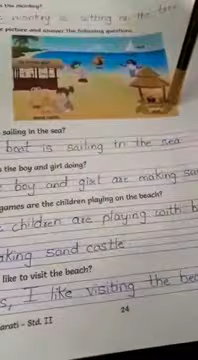 the monkey?
monkey is sitting on the tree
picture and answer the following questions.
sailing in the sea?
boat is sailing in the sea
the boy and girl doing?
boy and girl are making
games are the children playing on the beach?
children are playing with
king sand castle
like to visit the beach?
s, I like visiting the
arati - Std. II
24